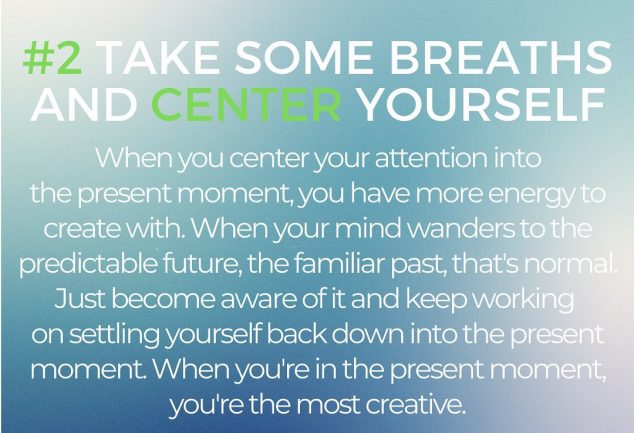 #2 TAKE SOME BREATHS
AND CENTER YOURSELF
When you center your attention into
the present moment, you have more energy to
create with. When your mind wanders to the
predictable future, the familiar past, that's normal.
Just become aware of it and keep working
on settling yourself back down into the present
moment. When you're in the present moment,
you're the most creative.